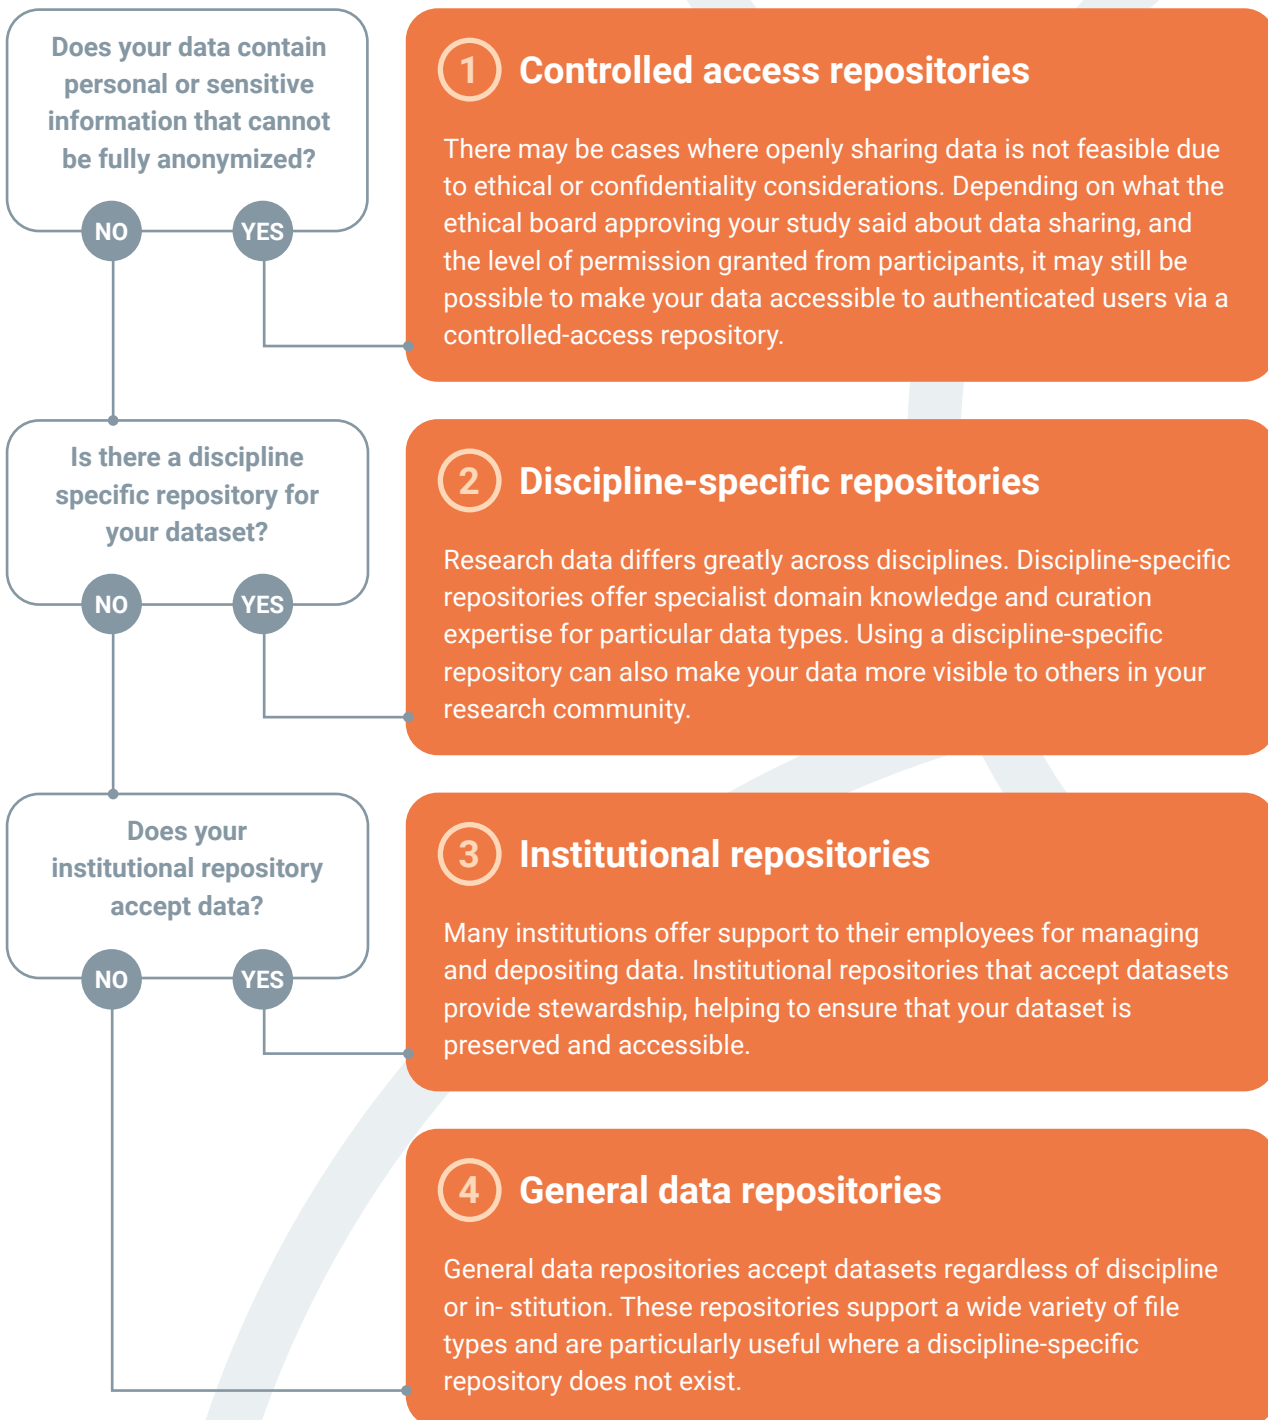 Does your data contain
personal or sensitive
information that cannot
be fully anonymized?
NO
YES
1 Controlled access repositories
There may be cases where openly sharing data is not feasible due
to ethical or confidentiality considerations. Depending on what the
ethical board approving your study said about data sharing, and
the level of permission granted from participants, it may still be
possible to make your data accessible to authenticated users via a
controlled-access repository.
Is there a discipline
specific repository for
your dataset?
NO
YES
2 Discipline-specific repositories
Research data differs greatly across disciplines. Discipline-specific
repositories offer specialist domain knowledge and curation
expertise for particular data types. Using a discipline-specific
repository can also make your data more visible to others in your
research community.
Does your
institutional repository
accept data?
NO
YES
3 Institutional repositories
Many institutions offer support to their employees for managing
and depositing data. Institutional repositories that accept datasets
provide stewardship, helping to ensure that your dataset is
preserved and accessible.
4 General data repositories
General data repositories accept datasets regardless of discipline
or in- stitution. These repositories support a wide variety of file
types and are particularly useful where a discipline-specific
repository does not exist.